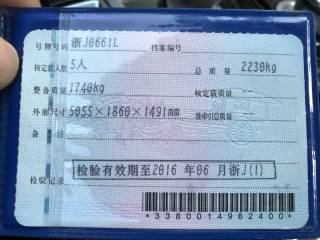 号牌号码 浙J0661L 档案编号
核定载人数 5人 总质量 2230kg
整备质量 1740kg 核定载质量 --
外廓尺寸 5055×1860×1491mm 准牵引总质量 --
备注
检验有效期至2016年06月浙J(1)
检验记录
*3380014962400*